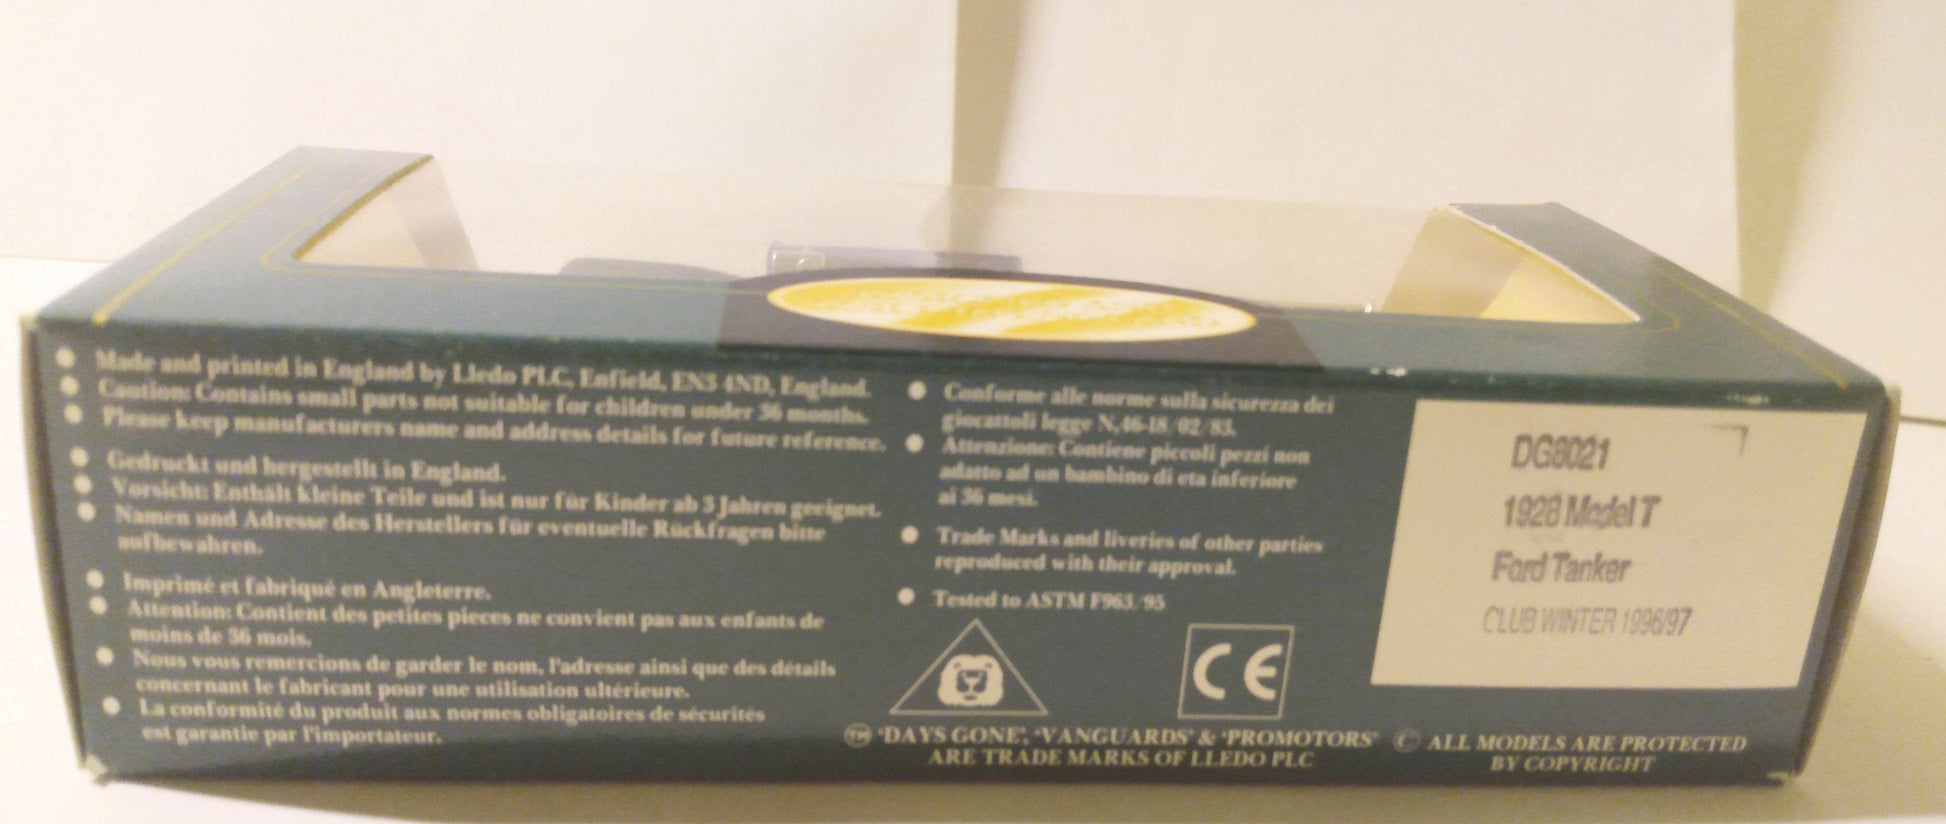 Made and printed in England by Lledo PLC, Enfield, EN3 4ND, England.
Caution: Contains small parts not suitable for children under 36 months.
Please keep manufacturers name and address details for future reference.
Gedruckt und hergestellt in England.
Vorsicht: Enthält kleine Teile und ist nur für Kinder ab 3 Jahren geeignet.
Namen und Adresse des Herstellers für eventuelle Rückfragen bitte
aufbewahren.
Imprimé et fabriqué en Angleterre.
Attention: Contient des petites pieces ne convient pas aux enfants de
moins de 36 mois.
Nous vous remercions de garder le nom, l'adresse ainsi que des détails
concernant le fabricant pour une utilisation ultérieure.
La conformité du produit aux normes obligatoires de sécurités
est garantie par l'importateur.
Conforme alle norme sulla sicurezza dei
giocattoli legge N,46-18/02/83.
Attenzione: Contiene piccoli pezzi non
adatto ad un bambino di eta inferiore
ai 36 mesi.
Trade Marks and liveries of other parties
reproduced with their approval.
Tested to ASTM F963/95
CE
TM 'DAYS GONE', 'VANGUARDS' & 'PROMOTORS'
ARE TRADE MARKS OF LLEDO PLC
© ALL MODELS ARE PROTECTED
BY COPYRIGHT
DG8021
1928 Model T
Ford Tanker
CLUB WINTER 1996/97